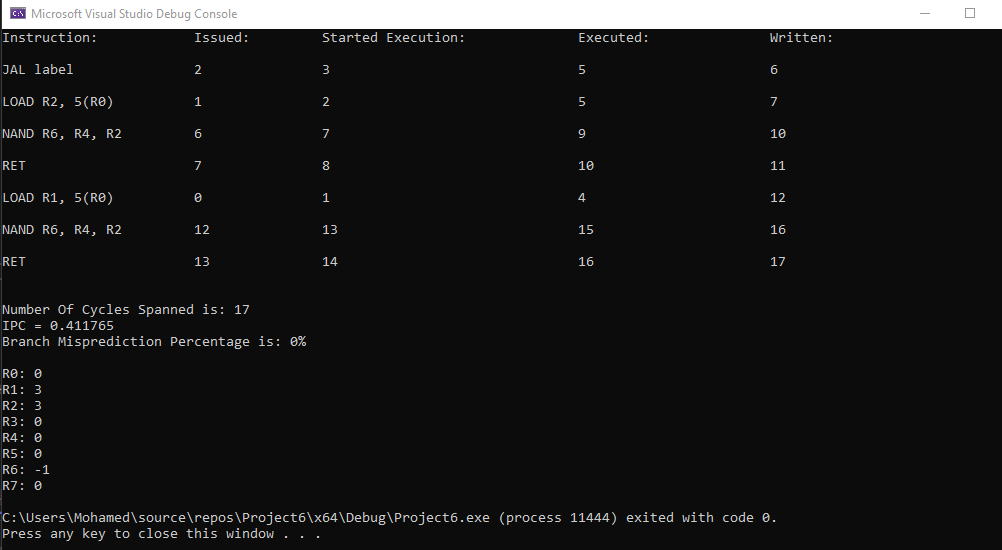 Microsoft Visual Studio Debug Console
Instruction: Issued: Started Execution: Executed: Written:
JAL label 2 3 5 6
LOAD R2, 5(R0) 1 2 5 7
NAND R6, R4, R2 6 7 9 10
RET 7 8 10 11
LOAD R1, 5(R0) 0 1 4 12
NAND R6, R4, R2 12 13 15 16
RET 13 14 16 17
Number Of Cycles Spanned is: 17
IPC = 0.411765
Branch Misprediction Percentage is: 0%
R0: 0
R1: 3
R2: 3
R3: 0
R4: 0
R5: 0
R6: -1
R7: 0
C:\Users\Mohamed\source\repos\Project6\x64\Debug\Project6.exe (process 11444) exited with code 0.
Press any key to close this window . . .